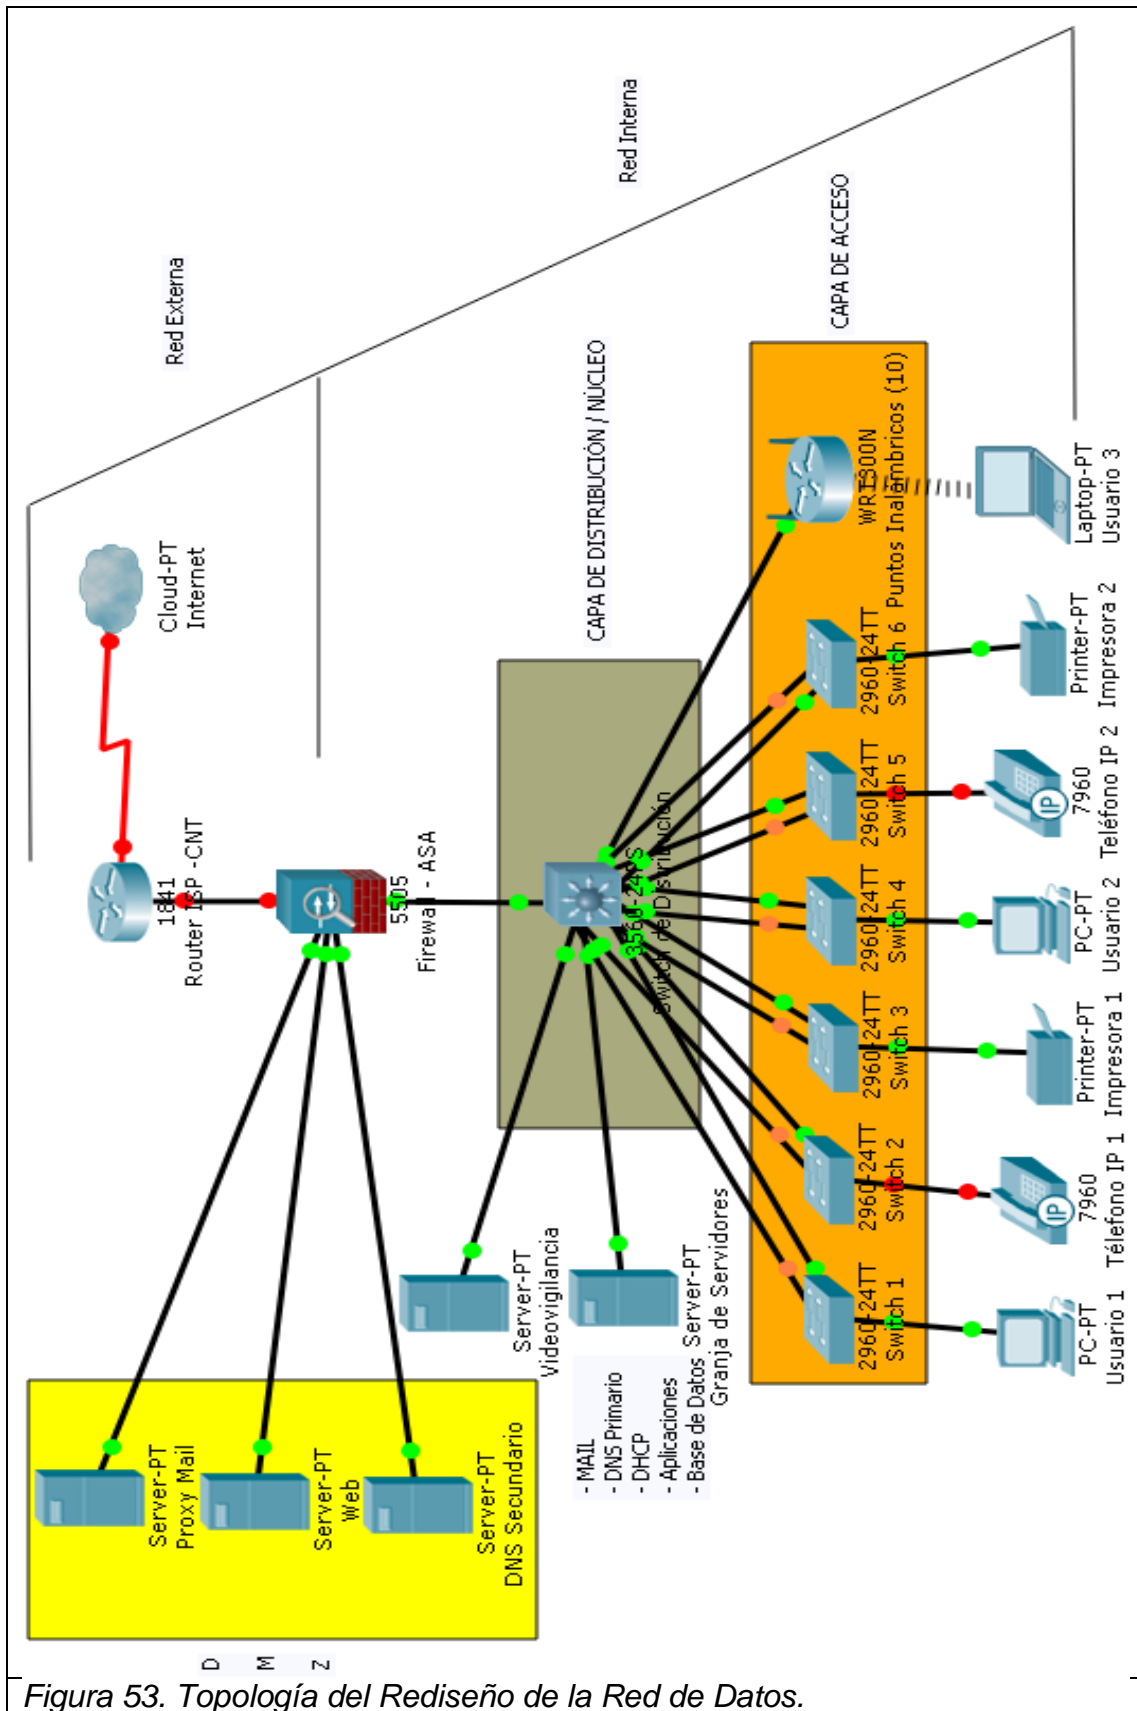 Red Externa
Red Interna
Cloud-PT
Internet
1841
Router ISP -CNT
5505
Firewall - ASA
CAPA DE DISTRIBUCIÓN / NÚCLEO
3560-24PS
Switch de Distribución
CAPA DE ACCESO
D
M
Z
Server-PT
Proxy Mail
Server-PT
Web
Server-PT
DNS Secundario
Server-PT
Videovigilancia
Server-PT
Granja de Servidores
- MAIL
- DNS Primario
- DHCP
- Aplicaciones
- Base de Datos
2960-24TT
Switch 1
2960-24TT
Switch 2
2960-24TT
Switch 3
2960-24TT
Switch 4
2960-24TT
Switch 5
2960-24TT
Switch 6
WRT300N
Puntos Inalámbricos (10)
PC-PT
Usuario 1
IP
7960
Télefono IP 1
Printer-PT
Impresora 1
PC-PT
Usuario 2
IP
7960
Teléfono IP 2
Printer-PT
Impresora 2
Laptop-PT
Usuario 3
Figura 53. Topología del Rediseño de la Red de Datos.